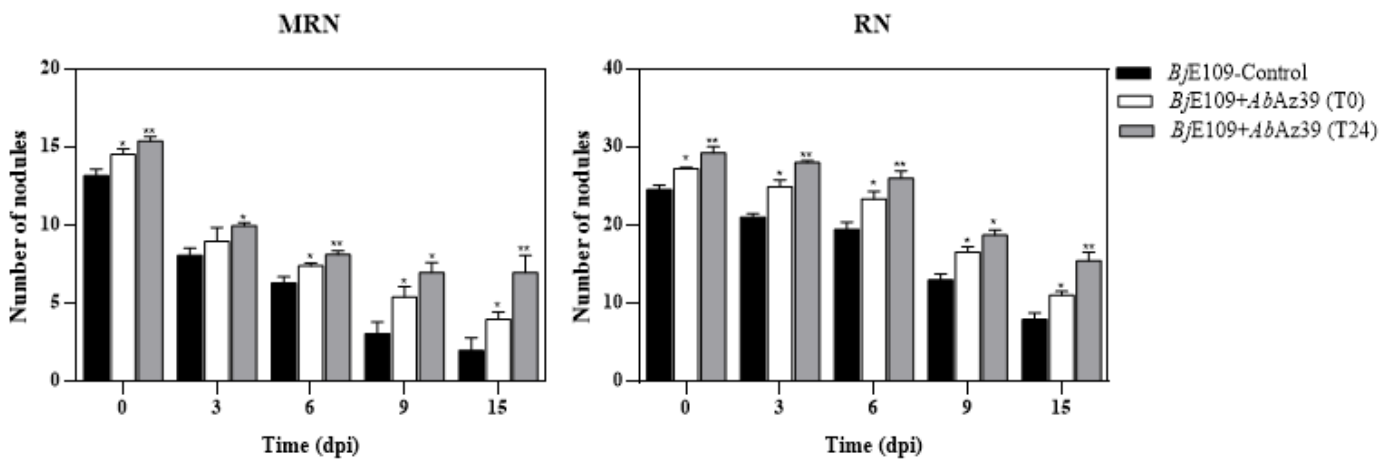 MRN
20
15
10
5
0
Number of nodules
* ** * * ** * * * **
0 3 6 9 15
Time (dpi)
RN
40
30
20
10
0
Number of nodules
* ** * ** * ** * * * **
0 3 6 9 15
Time (dpi)
BjE109-Control
BjE109+AbAz39 (T0)
BjE109+AbAz39 (T24)